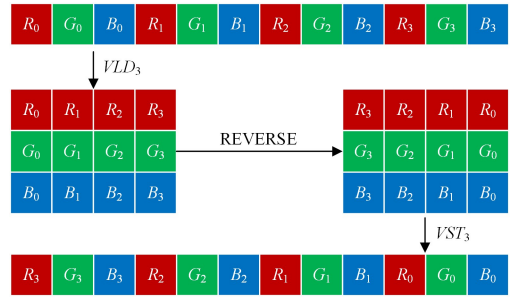 R₀ G₀ B₀ R₁ G₁ B₁ R₂ G₂ B₂ R₃ G₃ B₃
VLD₃
R₀ R₁ R₂ R₃
G₀ G₁ G₂ G₃
B₀ B₁ B₂ B₃
REVERSE
R₃ R₂ R₁ R₀
G₃ G₂ G₁ G₀
B₃ B₂ B₁ B₀
VST₃
R₃ G₃ B₃ R₂ G₂ B₂ R₁ G₁ B₁ R₀ G₀ B₀